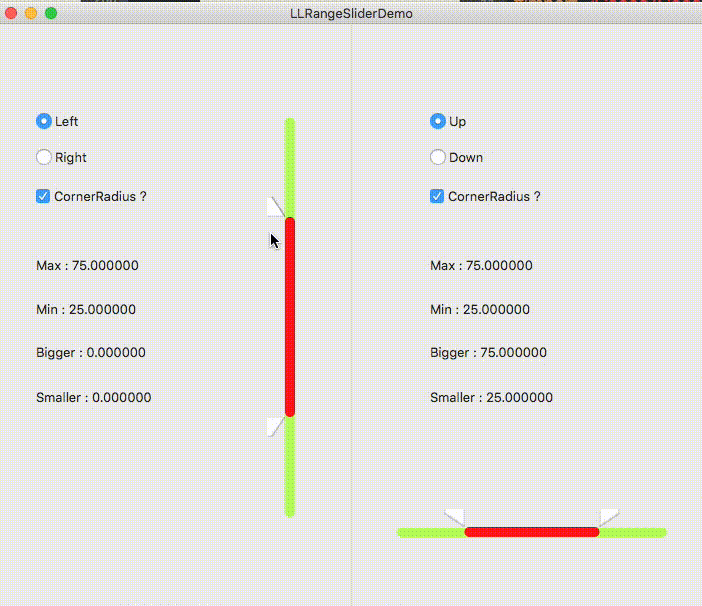 LLRangeSliderDemo
Left
Right
CornerRadius ?
Max : 75.000000
Min : 25.000000
Bigger : 0.000000
Smaller : 0.000000
Up
Down
CornerRadius ?
Max : 75.000000
Min : 25.000000
Bigger : 75.000000
Smaller : 25.000000